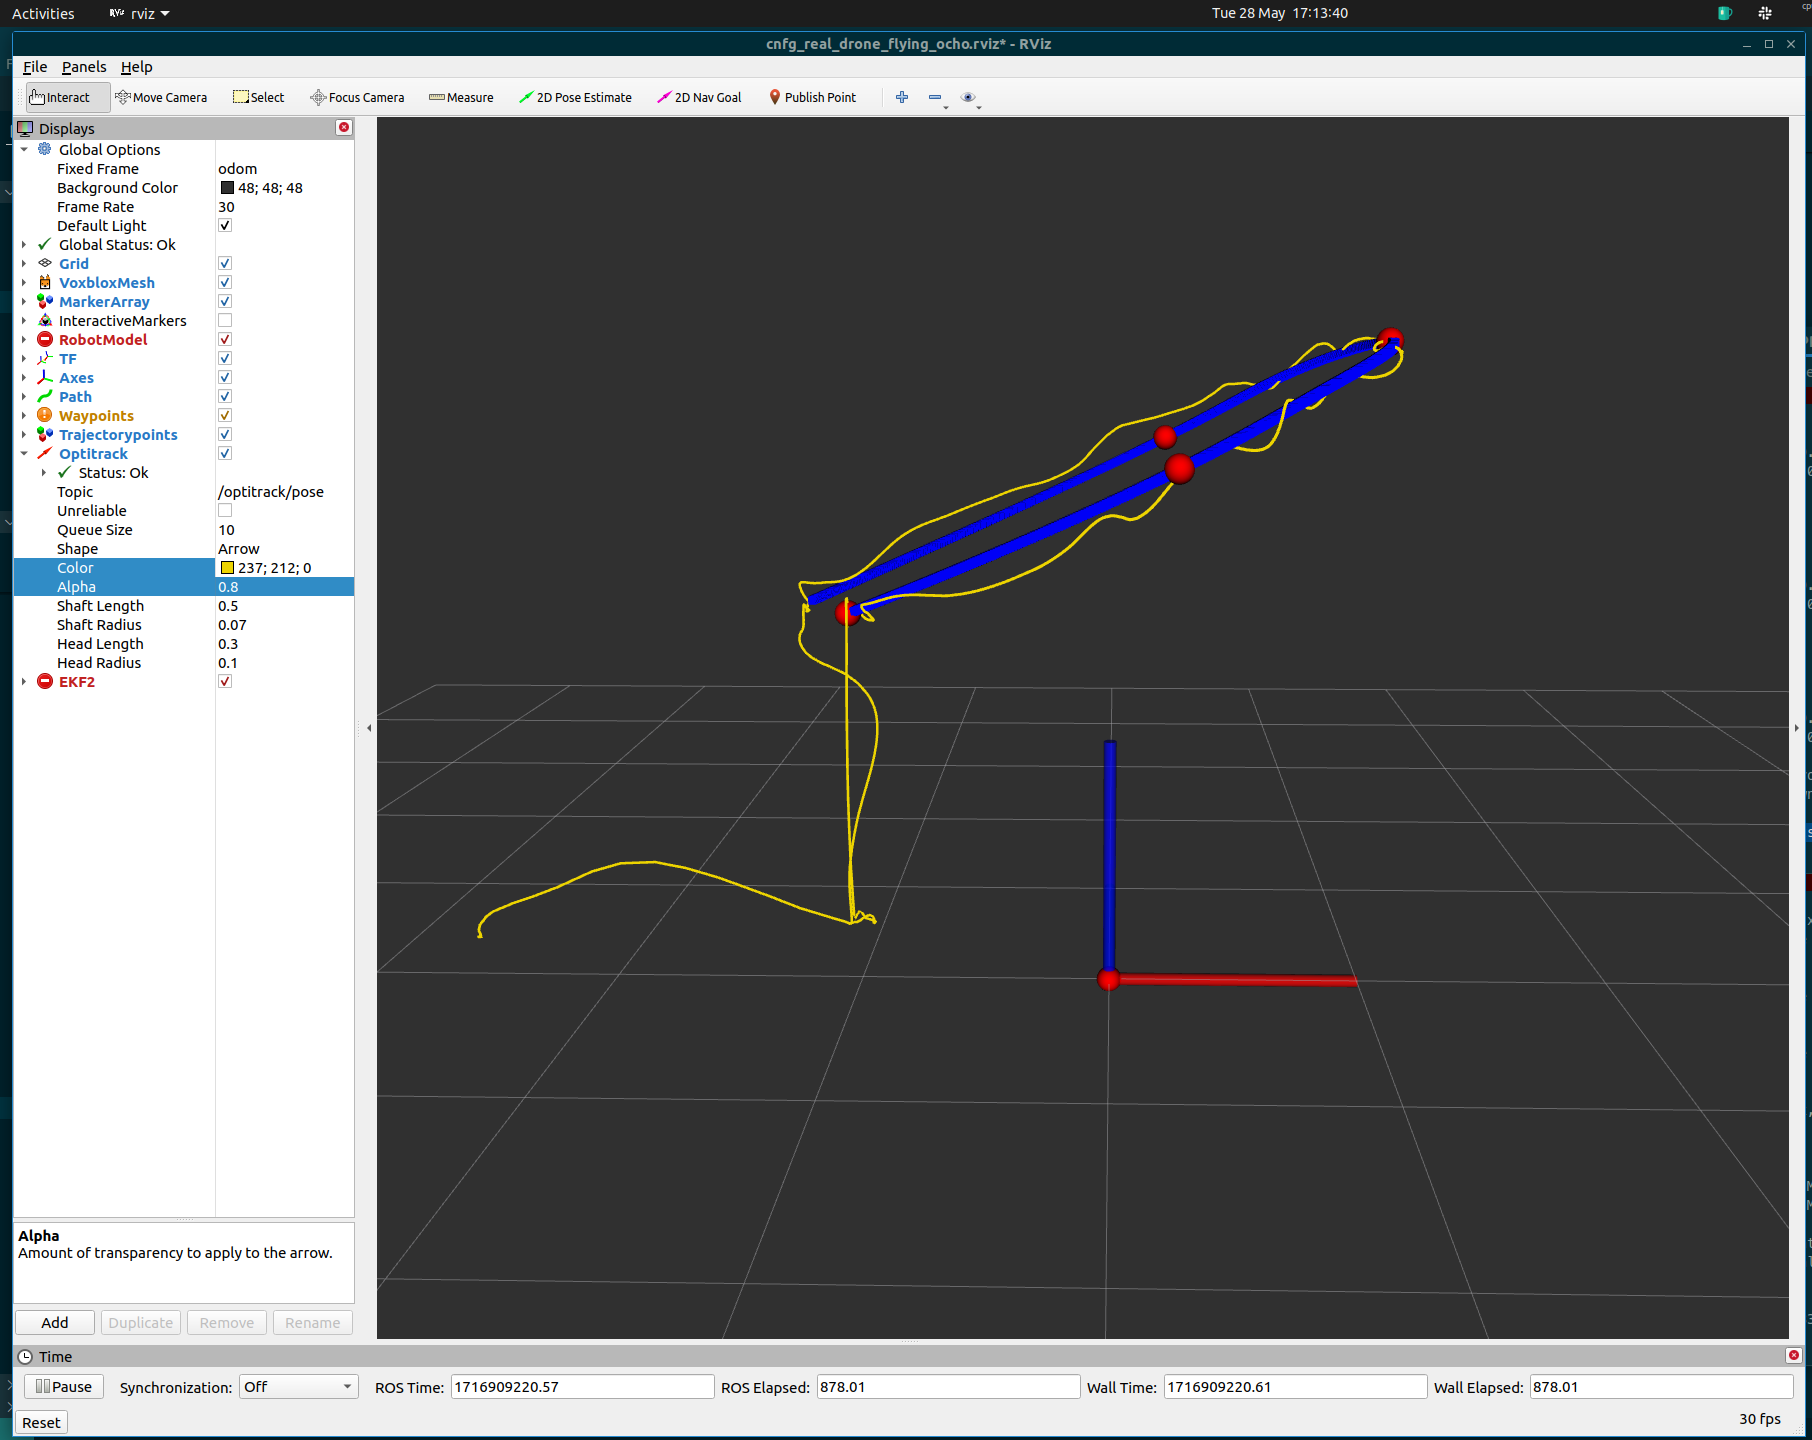 Activities rviz Tue 28 May 17:13:40
cnfg_real_drone_flying_ocho.rviz* - RViz
File Panels Help
Interact Move Camera Select Focus Camera Measure 2D Pose Estimate 2D Nav Goal Publish Point
Displays
Global Options
Fixed Frame odom
Background Color 48; 48; 48
Frame Rate 30
Default Light
Global Status: Ok
Grid
VoxbloxMesh
MarkerArray
InteractiveMarkers
RobotModel
TF
Axes
Path
Waypoints
Trajectorypoints
Optitrack
Status: Ok
Topic /optitrack/pose
Unreliable
Queue Size 10
Shape Arrow
Color 237; 212; 0
Alpha 0.8
Shaft Length 0.5
Shaft Radius 0.07
Head Length 0.3
Head Radius 0.1
EKF2
Alpha
Amount of transparency to apply to the arrow.
Add Duplicate Remove Rename
Time
Pause Synchronization: Off ROS Time: 1716909220.57 ROS Elapsed: 878.01 Wall Time: 1716909220.61 Wall Elapsed: 878.01
Reset 30 fps